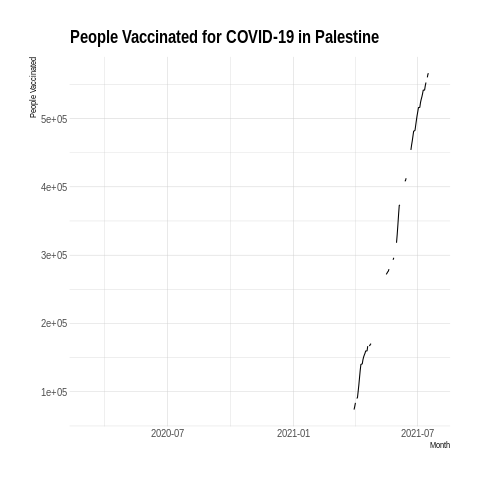 People Vaccinated for COVID-19 in Palestine
People Vaccinated
5e+05
4e+05
3e+05
2e+05
1e+05
2020-07
2021-01
2021-07
Month